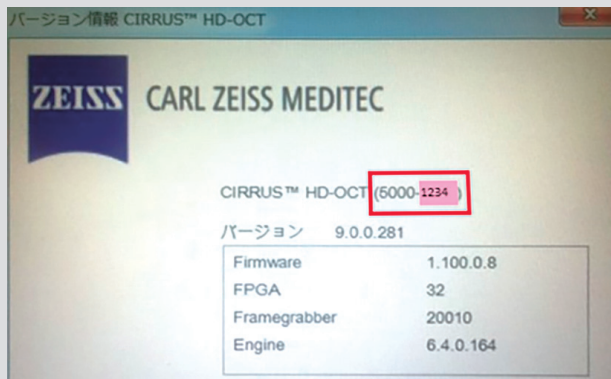 バージョン情報 CIRRUS™ HD-OCT
ZEISS
CARL ZEISS MEDITEC
CIRRUS™ HD-OCT (5000-1234)
バージョン 9.0.0.281
Firmware 1.100.0.8
FPGA 32
Framegrabber 20010
Engine 6.4.0.164